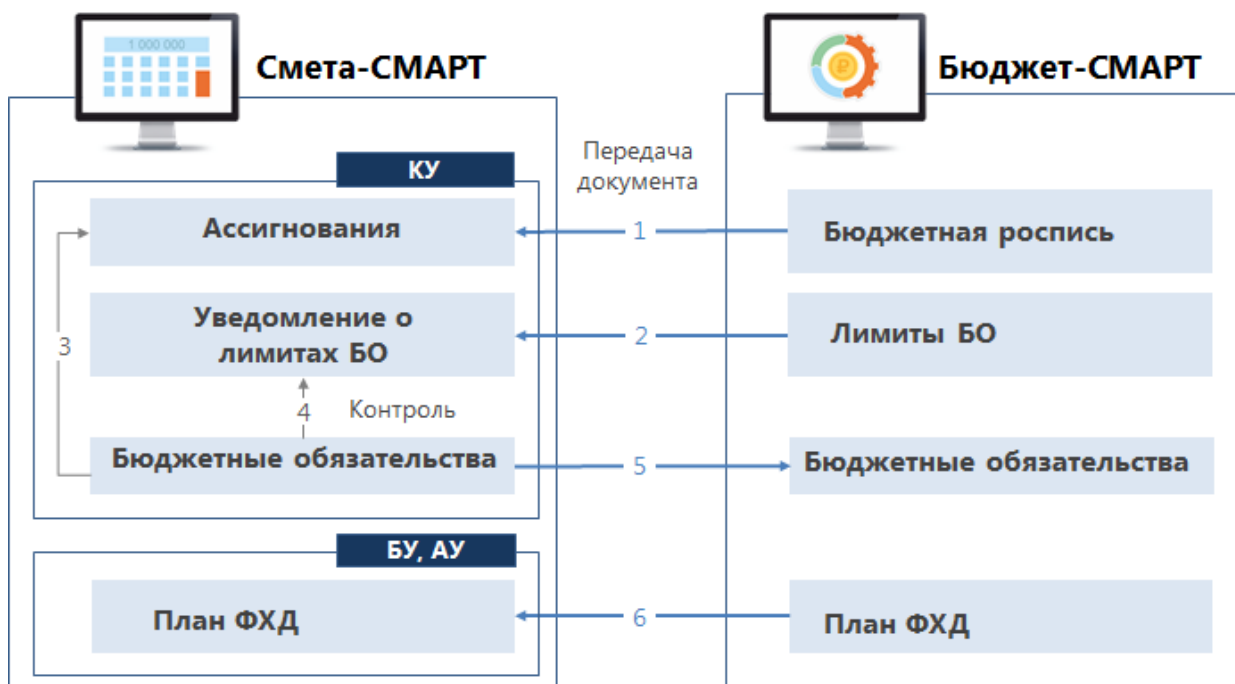 1 000 000
Смета-СМАРТ
Бюджет-СМАРТ
₽
Передача
документа
КУ
Ассигнования
1
Бюджетная роспись
Уведомление о
лимитах БО
2
Лимиты БО
3
4
Контроль
Бюджетные обязательства
5
Бюджетные обязательства
БУ, АУ
План ФХД
6
План ФХД